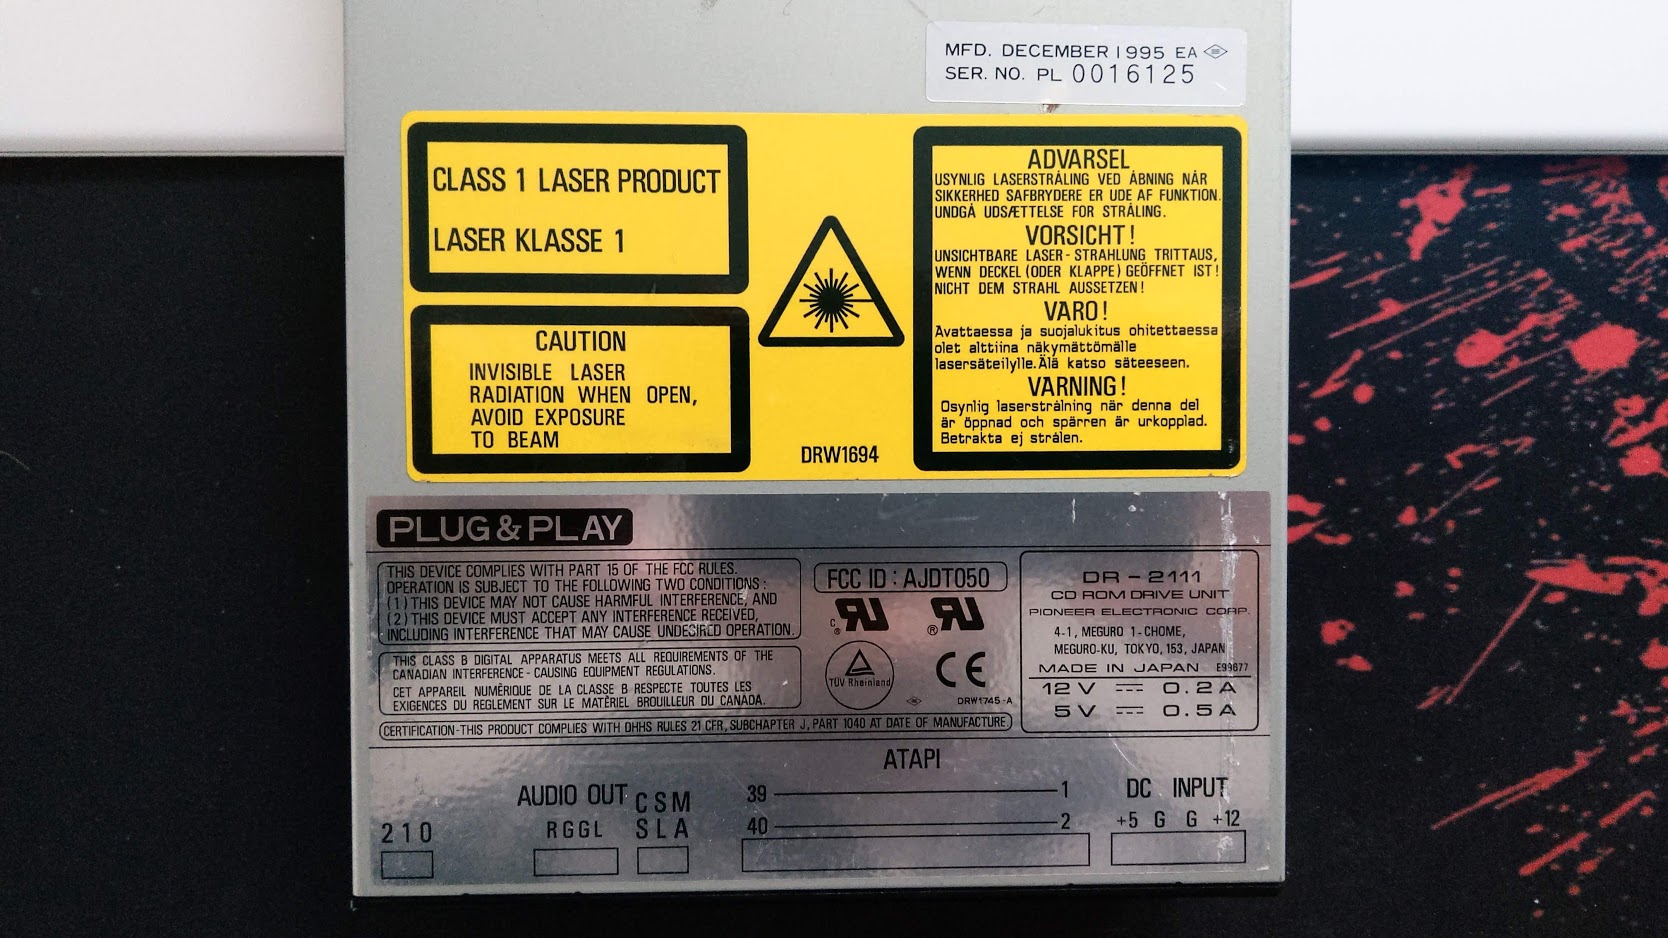 MFD. DECEMBER 1995 EA
SER. NO. PL 0016125
CLASS 1 LASER PRODUCT
LASER KLASSE 1
CAUTION
INVISIBLE LASER
RADIATION WHEN OPEN,
AVOID EXPOSURE
TO BEAM
DRW1694
ADVARSEL
USYNLIG LASERSTRÅLING VED ÅBNING NÅR
SIKKERHED SAFBRYDERE ER UDE AF FUNKTION.
UNDGÅ UDSÆTTELSE FOR STRÅLING.
VORSICHT!
UNSICHTBARE LASER-STRAHLUNG TRITTAUS,
WENN DECKEL (ODER KLAPPE) GEÖFFNET IST!
NICHT DEM STRAHL AUSSETZEN!
VARO!
Avattaessa ja suojalukitus ohitettaessa
olet alttiina näkymättömälle
lasersäteilylle. Älä katso säteeseen.
VARNING!
Osynlig laserstrålning när denna del
är öppnad och spärren är urkopplad.
Betrakta ej strålen.
PLUG & PLAY
THIS DEVICE COMPLIES WITH PART 15 OF THE FCC RULES.
OPERATION IS SUBJECT TO THE FOLLOWING TWO CONDITIONS:
(1) THIS DEVICE MAY NOT CAUSE HARMFUL INTERFERENCE, AND
(2) THIS DEVICE MUST ACCEPT ANY INTERFERENCE RECEIVED,
INCLUDING INTERFERENCE THAT MAY CAUSE UNDESIRED OPERATION.
THIS CLASS B DIGITAL APPARATUS MEETS ALL REQUIREMENTS OF THE
CANADIAN INTERFERENCE-CAUSING EQUIPMENT REGULATIONS.
CET APPAREIL NUMÉRIQUE DE LA CLASSE B RESPECTE TOUTES LES
EXIGENCES DU REGLEMENT SUR LE MATÉRIEL BROUILLEUR DU CANADA.
CERTIFICATION-THIS PRODUCT COMPLIES WITH DHHS RULES 21 CFR, SUBCHAPTER J, PART 1040 AT DATE OF MANUFACTURE
FCC ID : AJDT050
TÜV Rheinland
CE
DRW1745-A
DR-2111
CD ROM DRIVE UNIT
PIONEER ELECTRONIC CORP.
4-1, MEGURO 1-CHOME,
MEGURO-KU, TOKYO, 153, JAPAN
MADE IN JAPAN E99677
12V ⎓ 0.2A
5V ⎓ 0.5A
ATAPI
210
AUDIO OUT
RGGL
CSM
SLA
39 1
40 2
DC INPUT
+5 G G +12